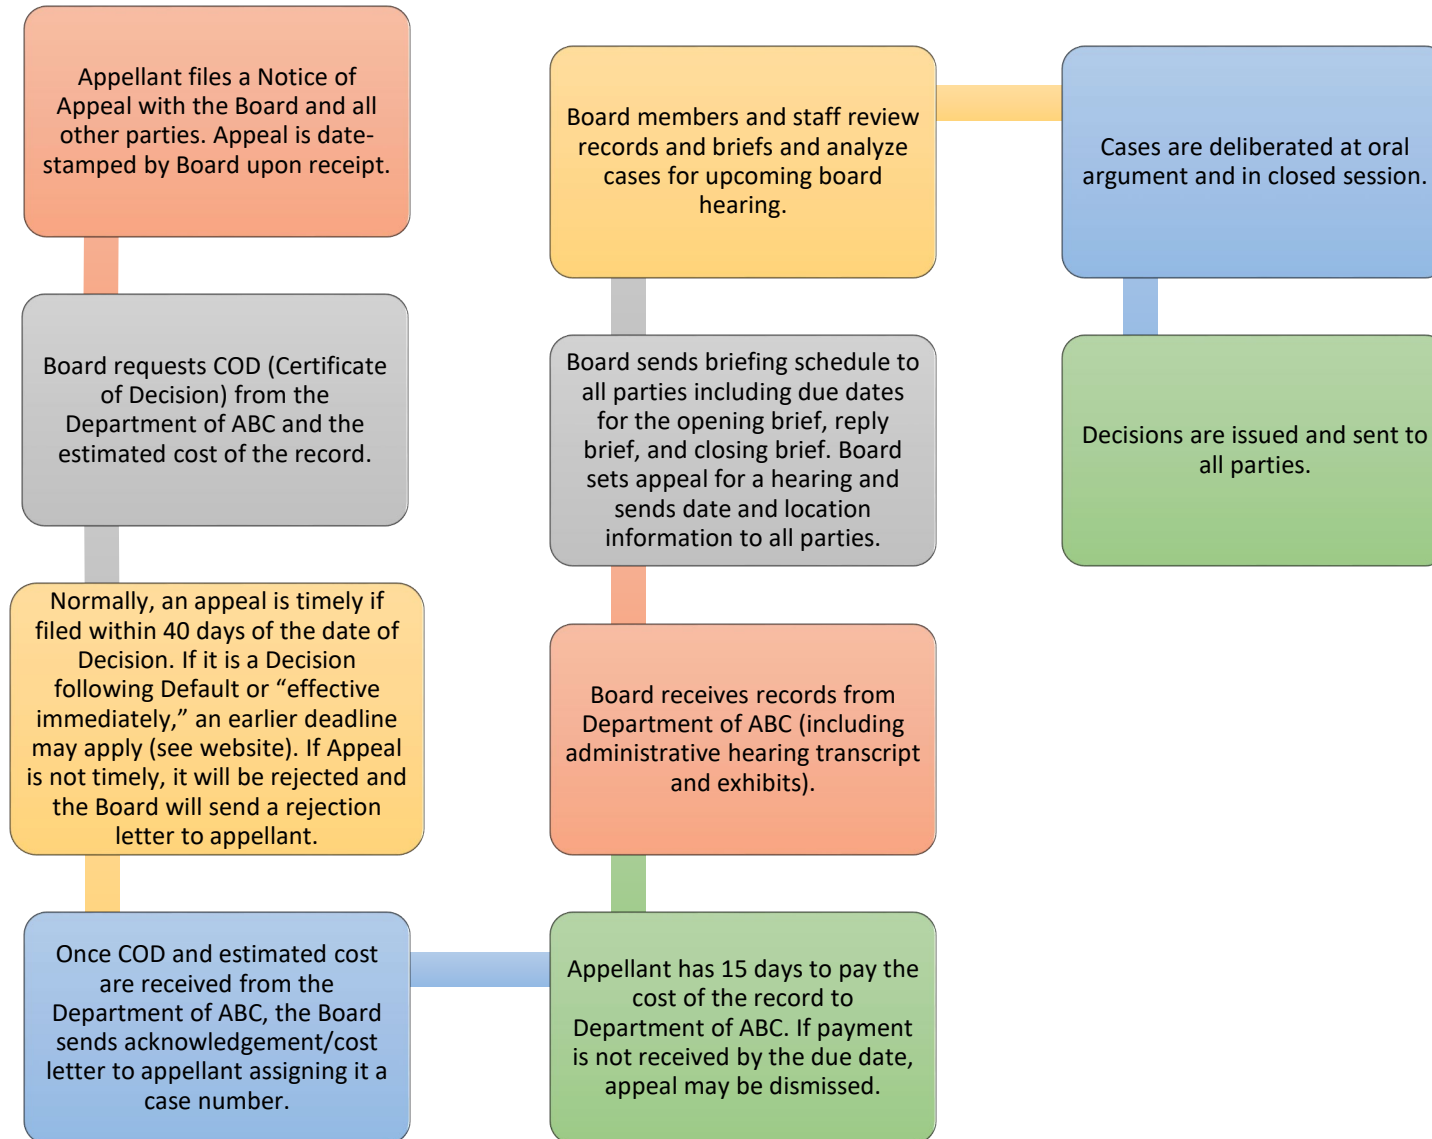 Appellant files a Notice of
Appeal with the Board and all
other parties. Appeal is date-
stamped by Board upon receipt.
Board requests COD (Certificate
of Decision) from the
Department of ABC and the
estimated cost of the record.
Normally, an appeal is timely if
filed within 40 days of the date of
Decision. If it is a Decision
following Default or “effective
immediately,” an earlier deadline
may apply (see website). If Appeal
is not timely, it will be rejected and
the Board will send a rejection
letter to appellant.
Once COD and estimated cost
are received from the
Department of ABC, the Board
sends acknowledgement/cost
letter to appellant assigning it a
case number.
Appellant has 15 days to pay the
cost of the record to
Department of ABC. If payment
is not received by the due date,
appeal may be dismissed.
Board receives records from
Department of ABC (including
administrative hearing transcript
and exhibits).
Board sends briefing schedule to
all parties including due dates
for the opening brief, reply
brief, and closing brief. Board
sets appeal for a hearing and
sends date and location
information to all parties.
Board members and staff review
records and briefs and analyze
cases for upcoming board
hearing.
Cases are deliberated at oral
argument and in closed session.
Decisions are issued and sent to
all parties.